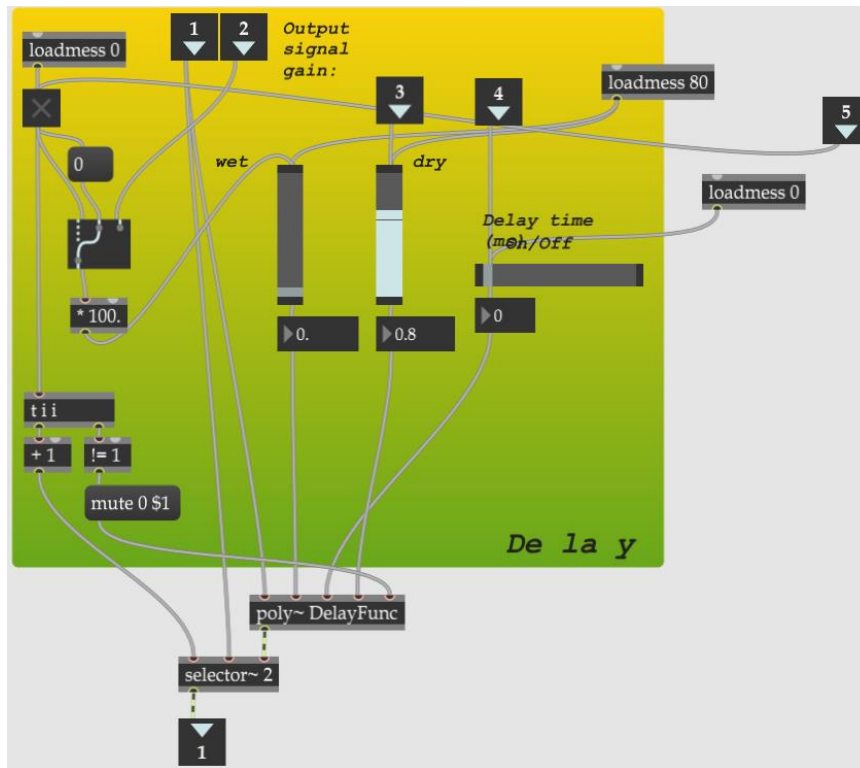 1
2
Output
signal
gain:
loadmess 0
3
4
loadmess 80
5
0
wet
dry
loadmess 0
Delay time
(ms)
On/Off
* 100.
0.
0.8
0
t i i
+ 1
!= 1
mute 0 $1
De la y
poly~ DelayFunc
selector~ 2
1